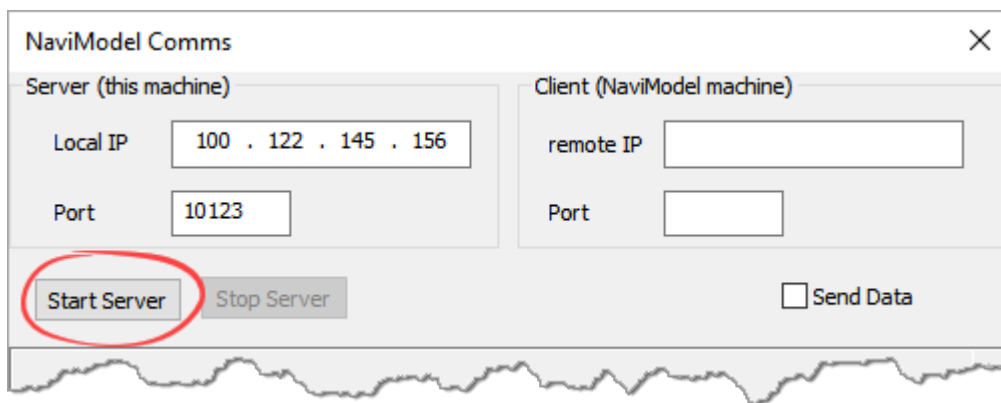 NaviModel Comms
Server (this machine)
Client (NaviModel machine)
Local IP
100 . 122 . 145 . 156
remote IP
Port
10123
Port
Start Server
Stop Server
Send Data